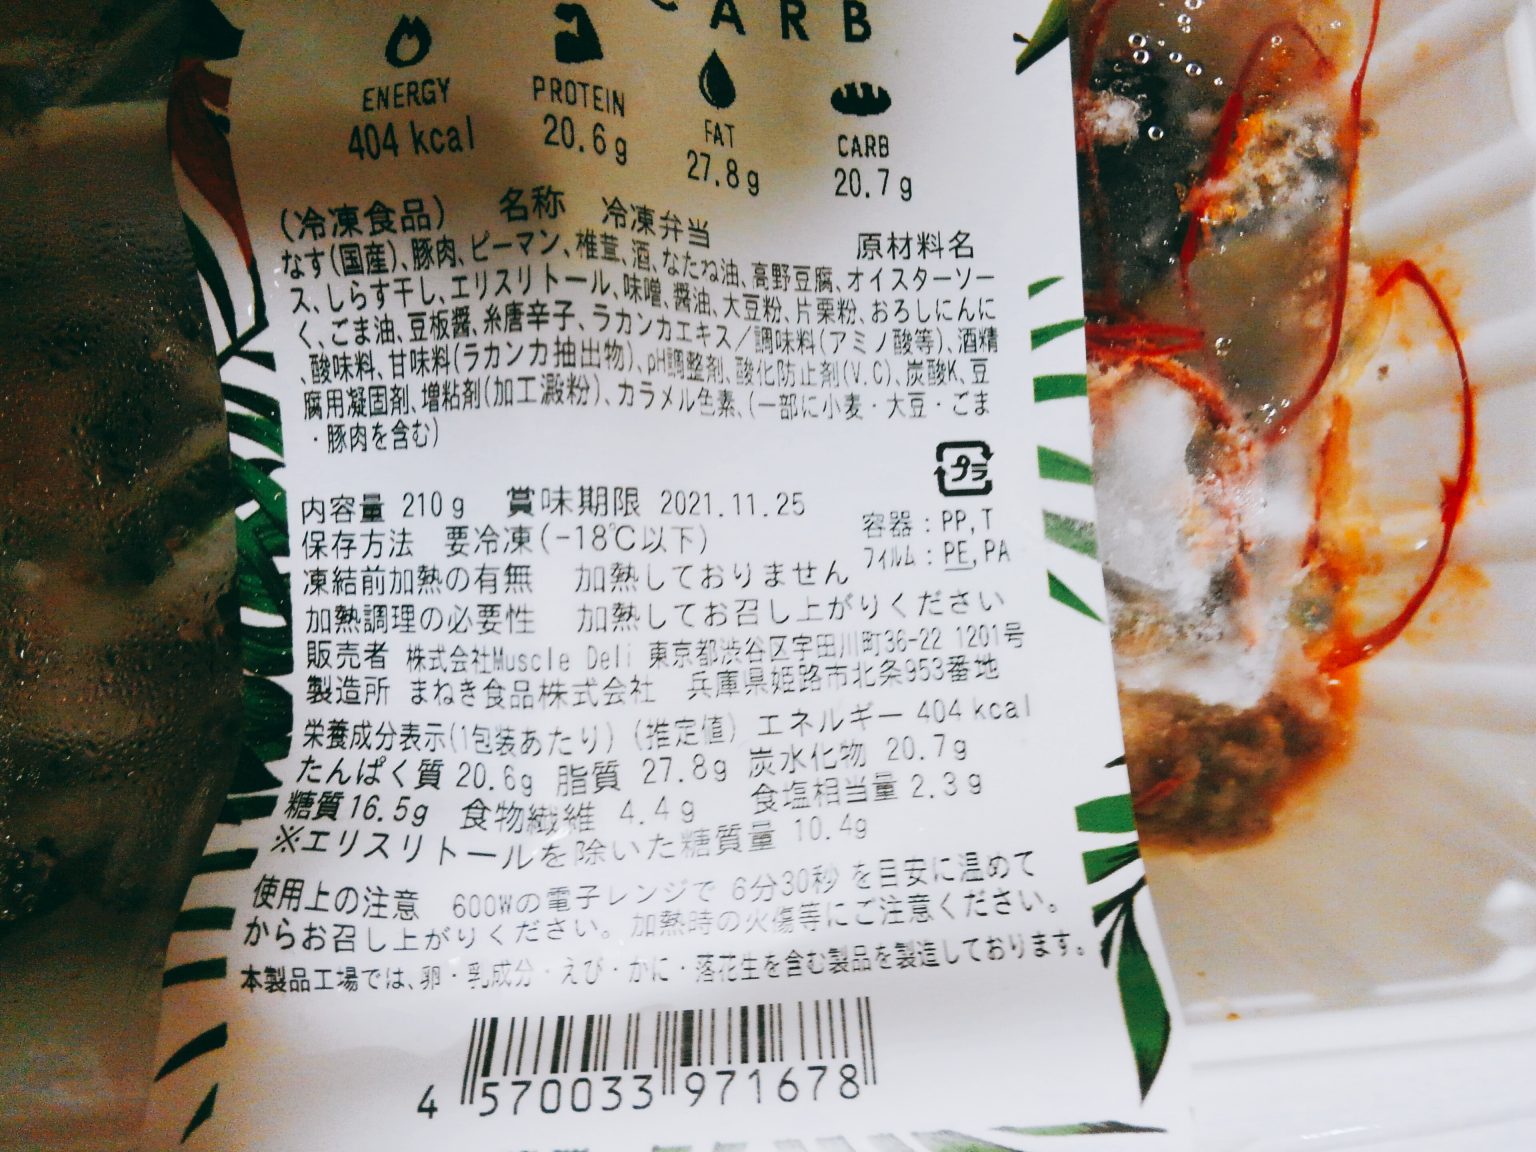 CARB
ENERGY
404 kcal
PROTEIN
20.6g
FAT
27.8g
CARB
20.7g
(冷凍食品) 名称 冷凍弁当 原材料名
なす(国産)、豚肉、ピーマン、椎茸、酒、なたね油、高野豆腐、オイスターソー
ス、しらす干し、エリスリトール、味噌、醤油、大豆粉、片栗粉、おろしにんに
く、ごま油、豆板醤、糸唐辛子、ラカンカエキス/調味料(アミノ酸等)、酒精
、酸味料、甘味料(ラカンカ抽出物)、pH調整剤、酸化防止剤(V.C)、炭酸K、豆
腐用凝固剤、増粘剤(加工澱粉)、カラメル色素、(一部に小麦・大豆・ごま
・豚肉を含む)
プラ
内容量 210g 賞味期限 2021.11.25
容器:PP,T
保存方法 要冷凍(-18℃以下)
フィルム:PE,PA
凍結前加熱の有無 加熱しておりません
加熱調理の必要性 加熱してお召し上がりください
販売者 株式会社Muscle Deli 東京都渋谷区宇田川町36-22 1201号
製造所 まねき食品株式会社 兵庫県姫路市北条953番地
栄養成分表示(1包装あたり)(推定値) エネルギー 404 kcal
たんぱく質 20.6g 脂質 27.8g 炭水化物 20.7g
糖質16.5g 食物繊維 4.4g 食塩相当量 2.3g
※エリスリトールを除いた糖質量 10.4g
使用上の注意 600Wの電子レンジで 6分30秒 を目安に温めて
からお召し上がりください。加熱時の火傷等にご注意ください。
本製品工場では、卵・乳成分・えび・かに・落花生を含む製品を製造しております。
4 570033 971678